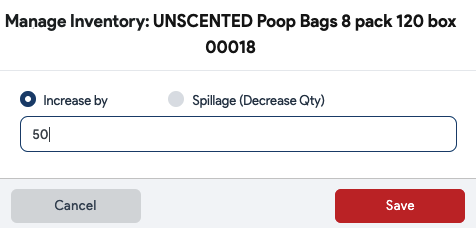 Manage Inventory: UNSCENTED Poop Bags 8 pack 120 box
00018
Increase by
Spillage (Decrease Qty)
50
Cancel
Save